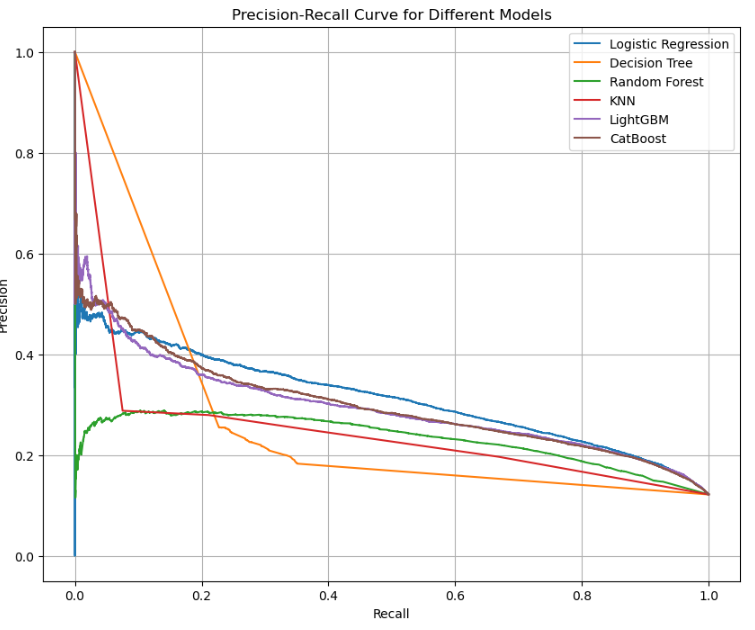 Precision-Recall Curve for Different Models
Logistic Regression
Decision Tree
Random Forest
KNN
LightGBM
CatBoost
1.0
0.8
0.6
0.4
0.2
0.0
Precision
0.0 0.2 0.4 0.6 0.8 1.0
Recall